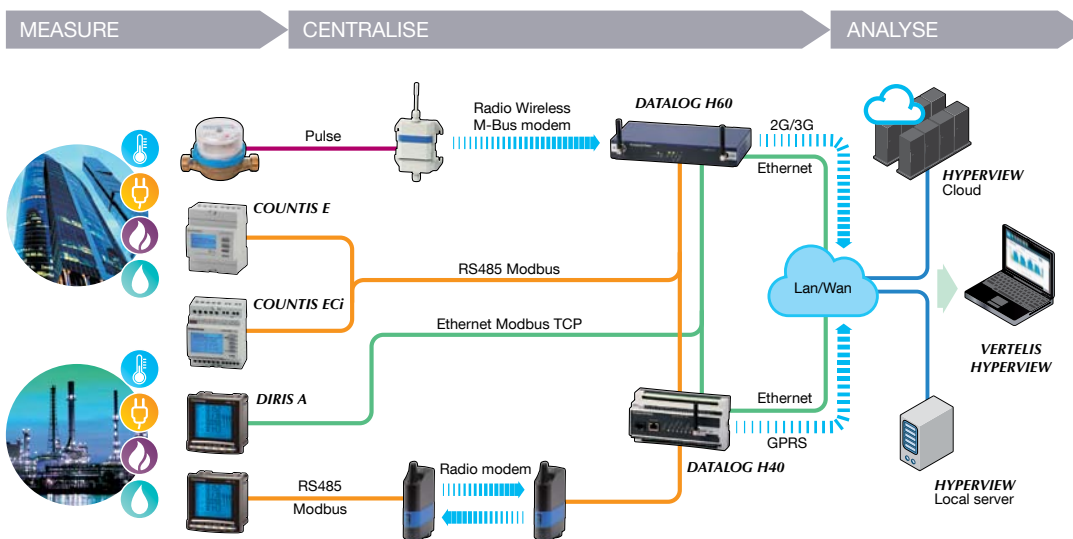 MEASURE
CENTRALISE
ANALYSE
Pulse
Radio Wireless
M-Bus modem
DATALOG H60
2G/3G
Ethernet
HYPERVIEW
Cloud
COUNTIS E
RS485 Modbus
COUNTIS ECi
Lan/Wan
Ethernet Modbus TCP
VERTELIS
HYPERVIEW
DIRIS A
Ethernet
GPRS
DATALOG H40
Radio modem
RS485
Modbus
HYPERVIEW
Local server